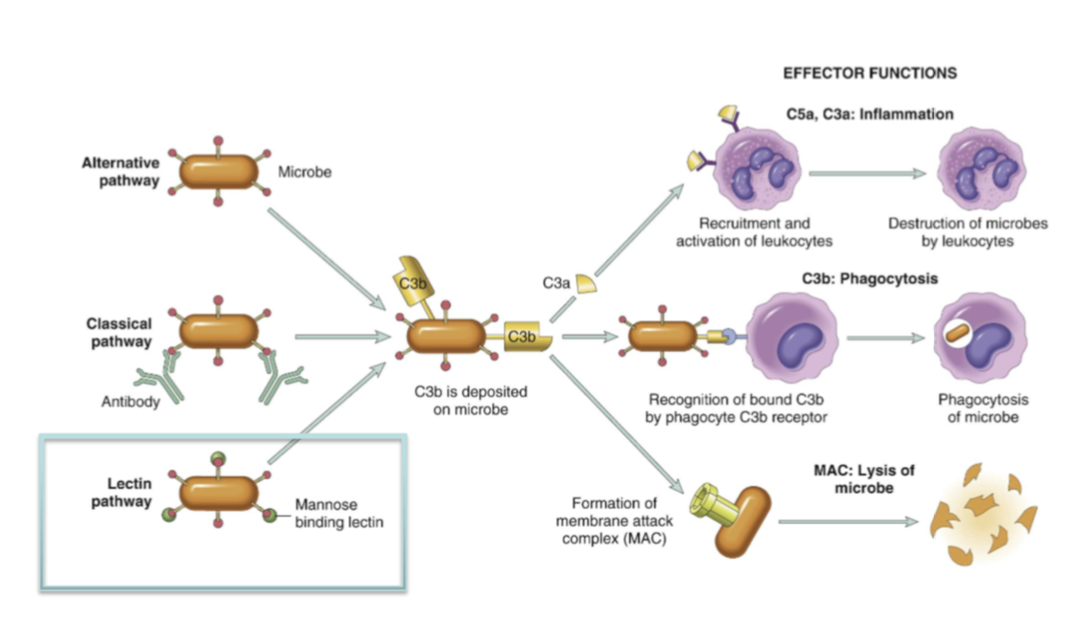 EFFECTOR FUNCTIONS
C5a, C3a: Inflammation
Alternative
pathway
Microbe
Recruitment and
activation of leukocytes
Destruction of microbes
by leukocytes
C3b
C3a
C3b: Phagocytosis
Classical
pathway
C3b
Antibody
C3b is deposited
on microbe
Recognition of bound C3b
by phagocyte C3b receptor
Phagocytosis
of microbe
Lectin
pathway
Mannose
binding lectin
Formation of
membrane attack
complex (MAC)
MAC: Lysis of
microbe